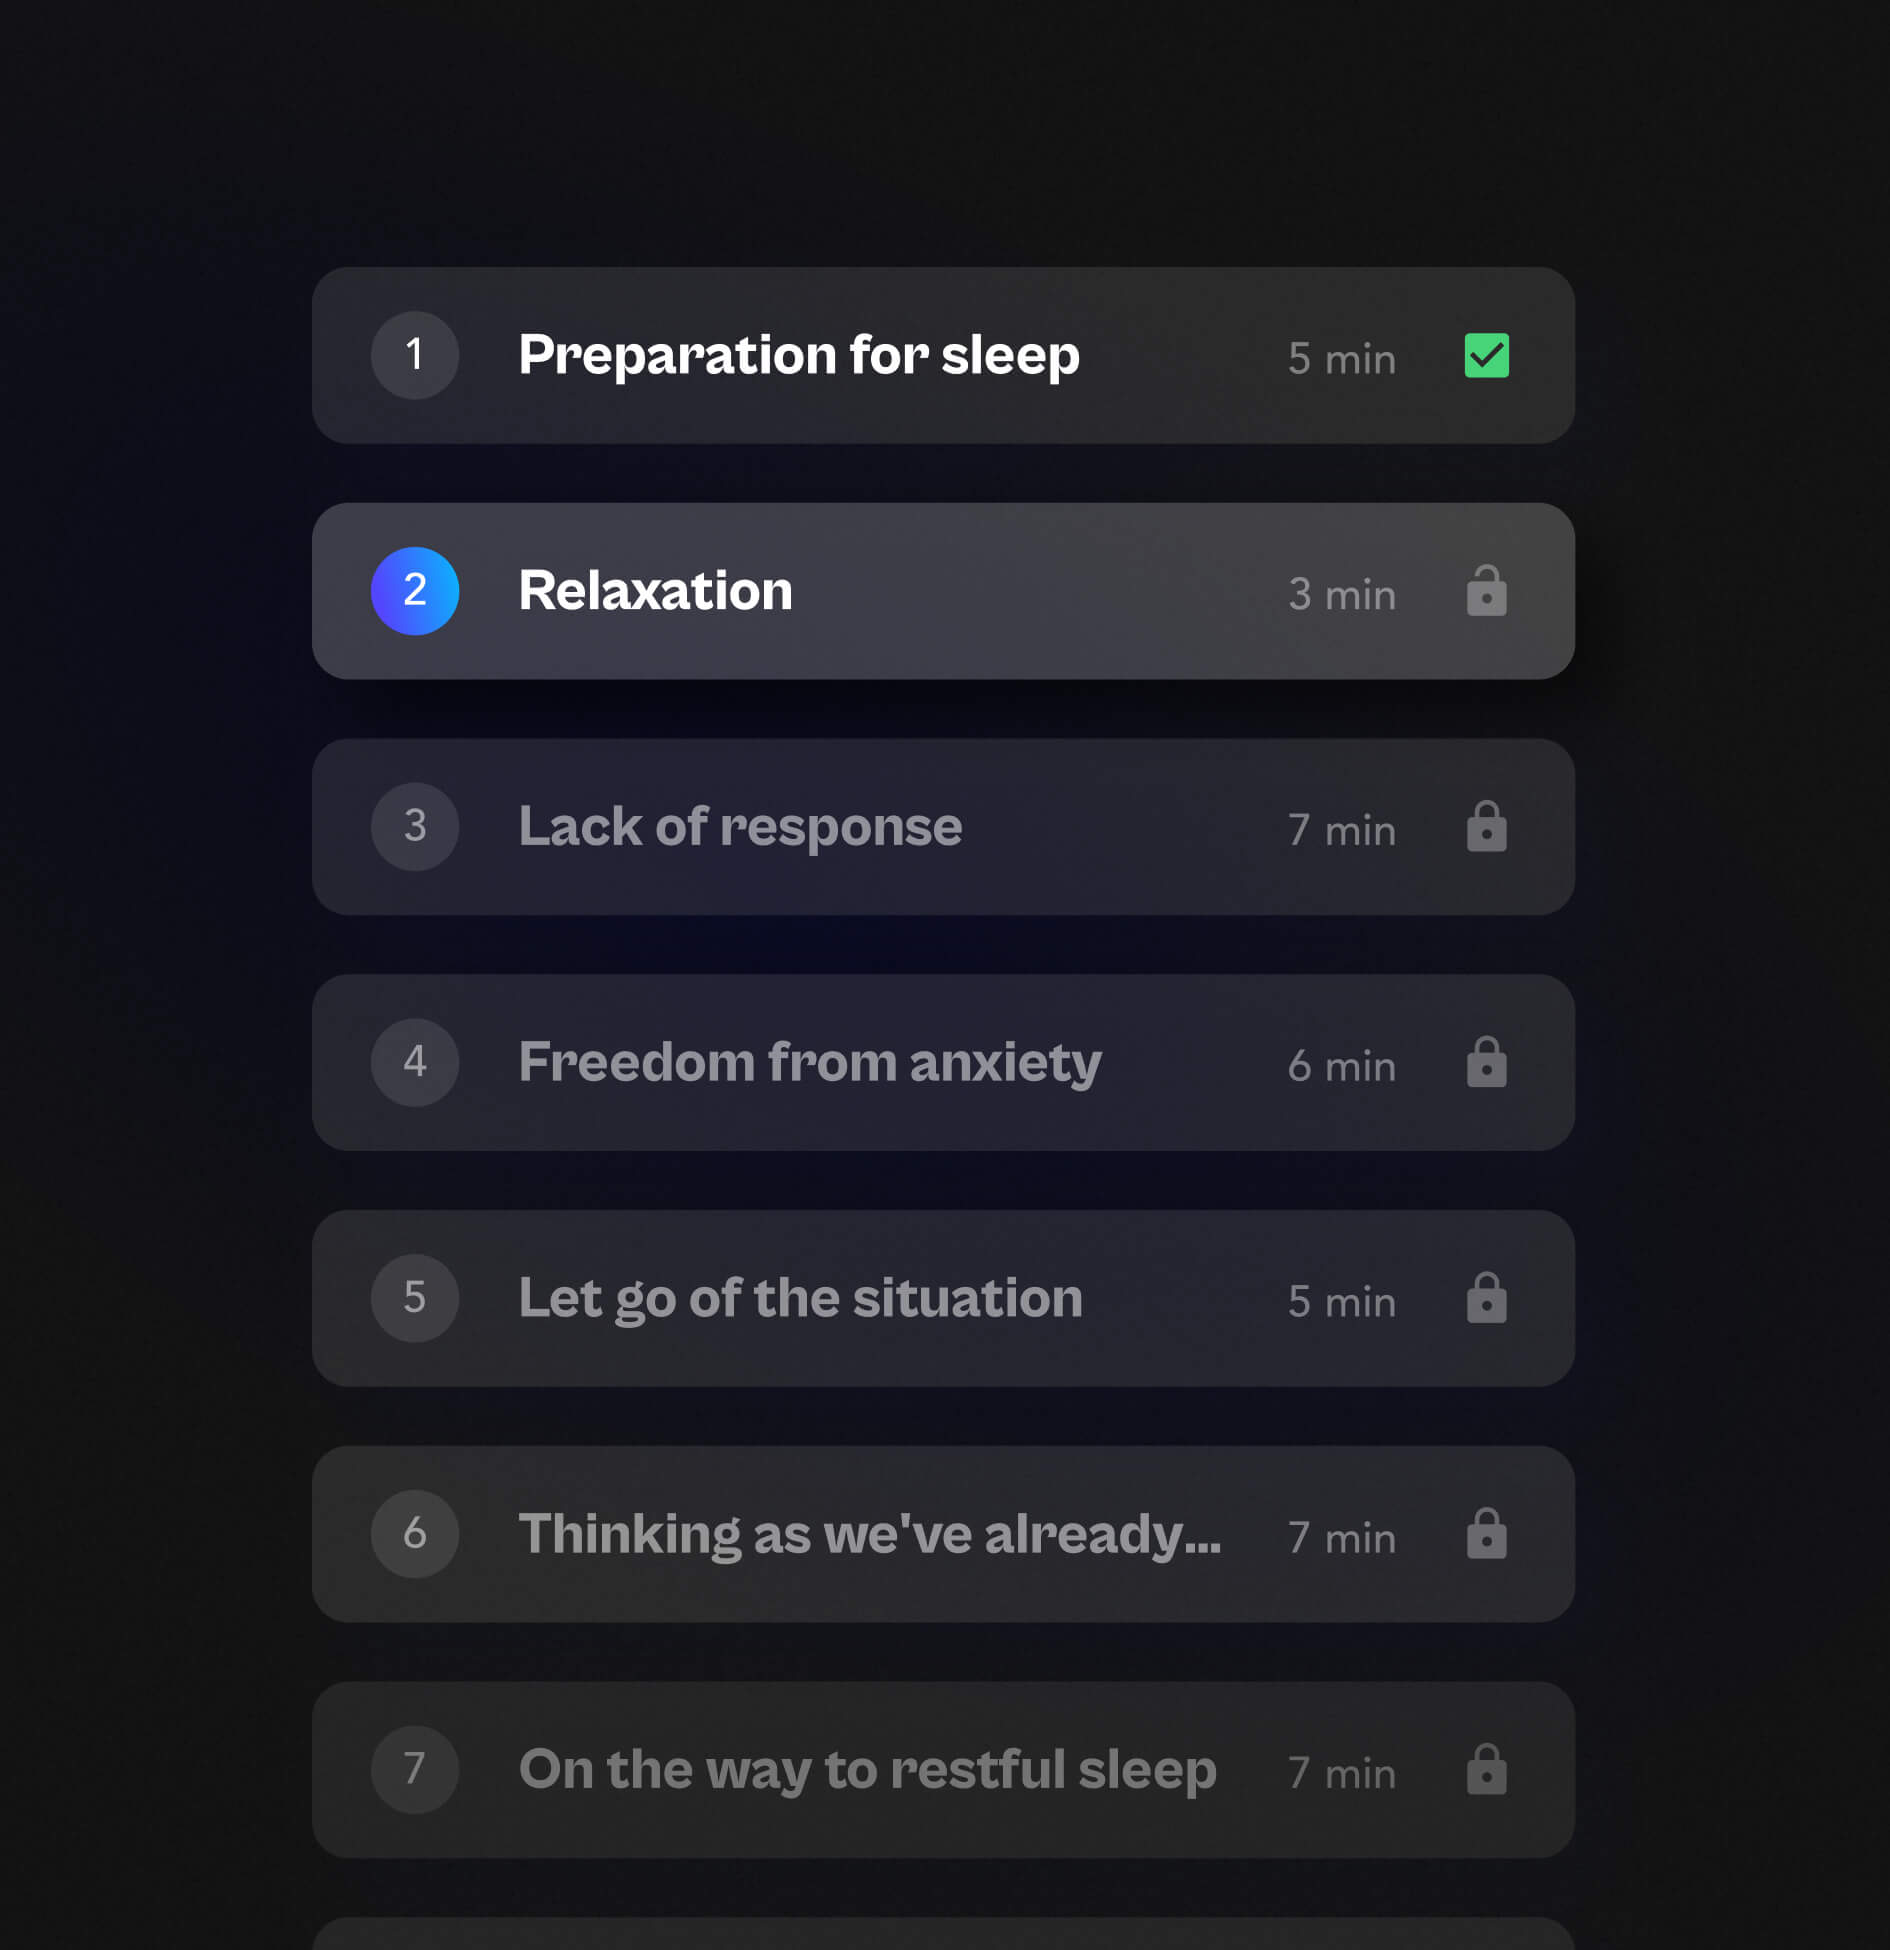 1 Preparation for sleep 5 min
2 Relaxation 3 min
3 Lack of response 7 min
4 Freedom from anxiety 6 min
5 Let go of the situation 5 min
6 Thinking as we've already... 7 min
7 On the way to restful sleep 7 min